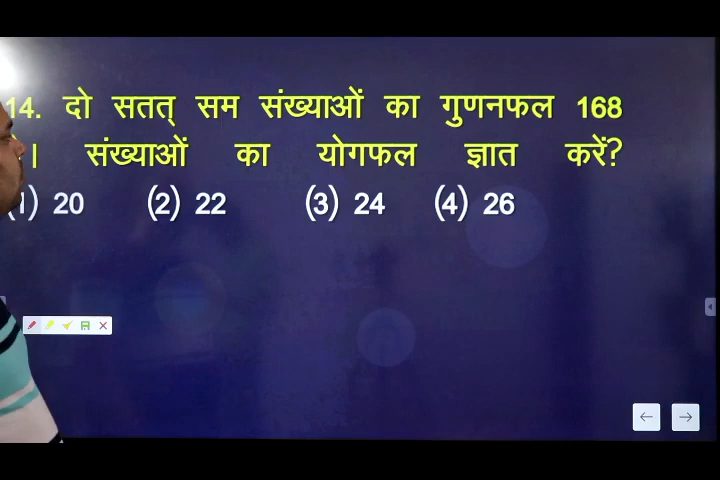 14. दो सतत् सम संख्याओं का गुणनफल 168
। संख्याओं का योगफल ज्ञात करें?
(1) 20 (2) 22 (3) 24 (4) 26